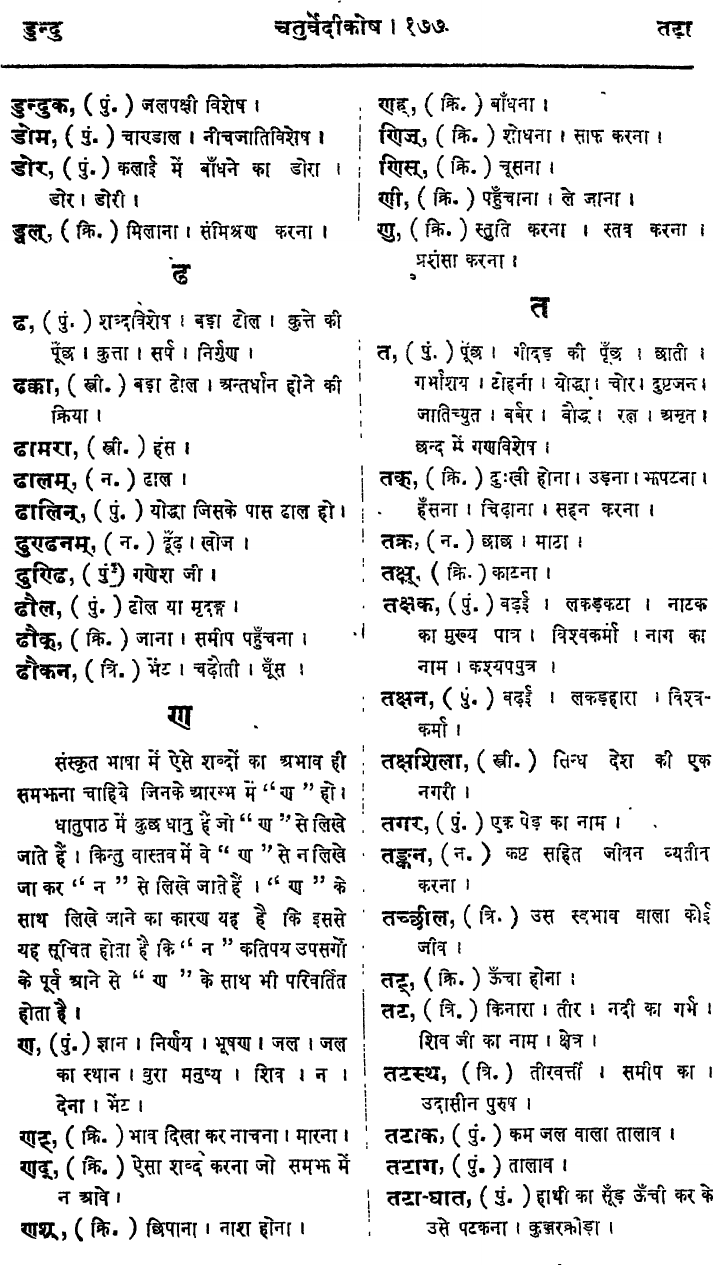 डुन्दु चतुर्वेदीकोष । १७७ तढ़ा
डुन्दुक, ( पुं. ) जलपक्षी विशेष ।
डोम, ( पुं. ) चाण्डाल । नीचजातिविशेष ।
डोर, ( पुं. ) कलाई में बाँधने का डोरा ।
डोर । डोरी ।
ड्वल्, ( क्रि. ) मिलाना । संमिश्रण करना ।
ढ
ढ, ( पुं. ) शब्दविशेष । बड़ा ढोल । कुत्ते की
पूँछ । कुत्ता । सर्प । निर्गुण ।
ढक्का, ( स्त्री. ) बड़ा ढोल । अन्तर्धान होने की
क्रिया ।
ढामरा, ( स्त्री. ) हंस ।
ढालम्, ( न. ) ढाल ।
ढालिन्, ( पुं. ) योद्धा जिसके पास ढाल हो ।
ढुण्ढनम्, ( न. ) ढूँढ़ । खोज ।
ढुण्ढि, ( पुं. ) गणेश जी ।
ढौल, ( पुं. ) ढोल या मृदङ्ग ।
ढौकृ, ( क्रि. ) जाना । समीप पहुँचना ।
ढौकन, ( त्रि. ) भेंट । चढ़ोती । घूँस ।
ण
संस्कृत भाषा में ऐसे शब्दों का अभाव ही
समझना चाहिये जिनके आरम्भ में “ ण ” हो ।
धातुपाठ में कुछ धातु हैं जो “ ण ” से लिखे
जाते हैं । किन्तु वास्तव में वे “ ण ” से न लिखे
जा कर “ न ” से लिखे जाते हैं । “ ण ” के
साथ लिखे जाने का कारण यह है कि इससे
यह सूचित होता है कि “ न ” कतिपय उपसर्गों
के पूर्व आने से “ ण ” के साथ भी परिवर्तित
होता है ।
ण, (पुं.) ज्ञान । निर्णय । भूषण । जल । जल
का स्थान । बुरा मनुष्य । शिव । न ।
देना । भेंट ।
णट्, ( क्रि. ) भाव दिखा कर नाचना । मारना ।
णद्, ( क्रि. ) ऐसा शब्द करना जो समझ में
न आवे ।
णश्, ( क्रि. ) छिपाना । नाश होना ।
णह्, ( क्रि. ) बाँधना ।
णिज्, ( क्रि. ) शोधना । साफ करना ।
णिस्, ( क्रि. ) चूसना ।
णी, ( क्रि. ) पहुँचाना । ले जाना ।
णु, ( क्रि. ) स्तुति करना । स्तव करना ।
प्रशंसा करना ।
त
त, ( पुं. ) पूँछ । गीदड़ की पूँछ । छाती ।
गर्भाशय । टोहनी । योद्धा । चोर । दुष्टजन ।
जातिच्युत । बर्बर । बौद्ध । रत्न । अमृत ।
छन्द में गणविशेष ।
तक्, ( क्रि. ) दुःखी होना । उड़ना । झपटना ।
हँसना । चिढ़ाना । सहन करना ।
तक्र, ( न. ) छाछ । माठा ।
तक्ष्, ( क्रि. ) काटना ।
तक्षक, ( पुं. ) बढ़ई । लकड़कटा । नाटक
का मुख्य पात्र । विश्वकर्मा । नाग का
नाम । कश्यपपुत्र ।
तक्षन, ( पुं. ) बढ़ई । लकड़हारा । विश्व-
कर्मा ।
तक्षशिला, ( स्त्री. ) सिन्ध देश की एक
नगरी ।
तगर, ( पुं. ) एक पेड़ का नाम ।
तङ्कन, ( न. ) कष्ट सहित जीवन व्यतीन
करना ।
तच्छील, ( त्रि. ) उस स्वभाव वाला कोई
जीव ।
तट्, ( क्रि. ) ऊँचा होना ।
तट, ( त्रि. ) किनारा । तीर । नदी का गर्भ ।
शिव जी का नाम । क्षेत्र ।
तटस्थ, ( त्रि. ) तीरवर्त्ती । समीप का ।
उदासीन पुरुष ।
तटाक, ( पुं. ) कम जल वाला तालाव ।
तटाग, ( पुं. ) तालाव ।
तटा-घात, ( पुं. ) हाथी का सूँड़ ऊँची कर के
उसे पटकना । कुञ्जरक्रोड़ा ।